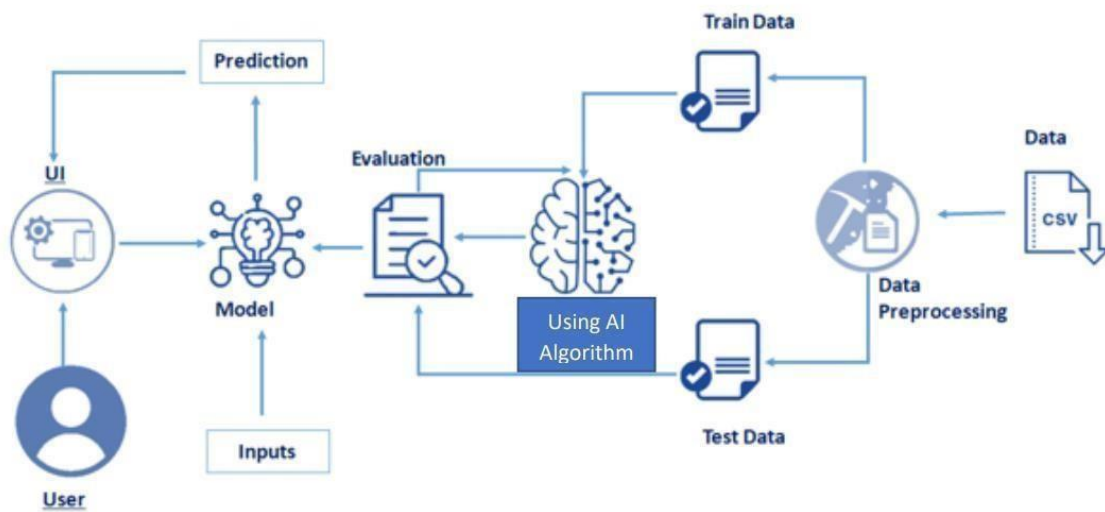 Train Data
Prediction
Data
Evaluation
UI
CSV
Model
Data
Preprocessing
Using AI
Algorithm
Inputs
Test Data
User